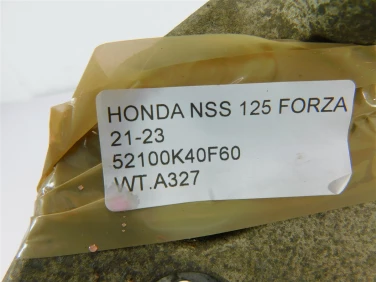 HONDA NSS 125 FORZA
21-23
52100K40F60
WT.A327